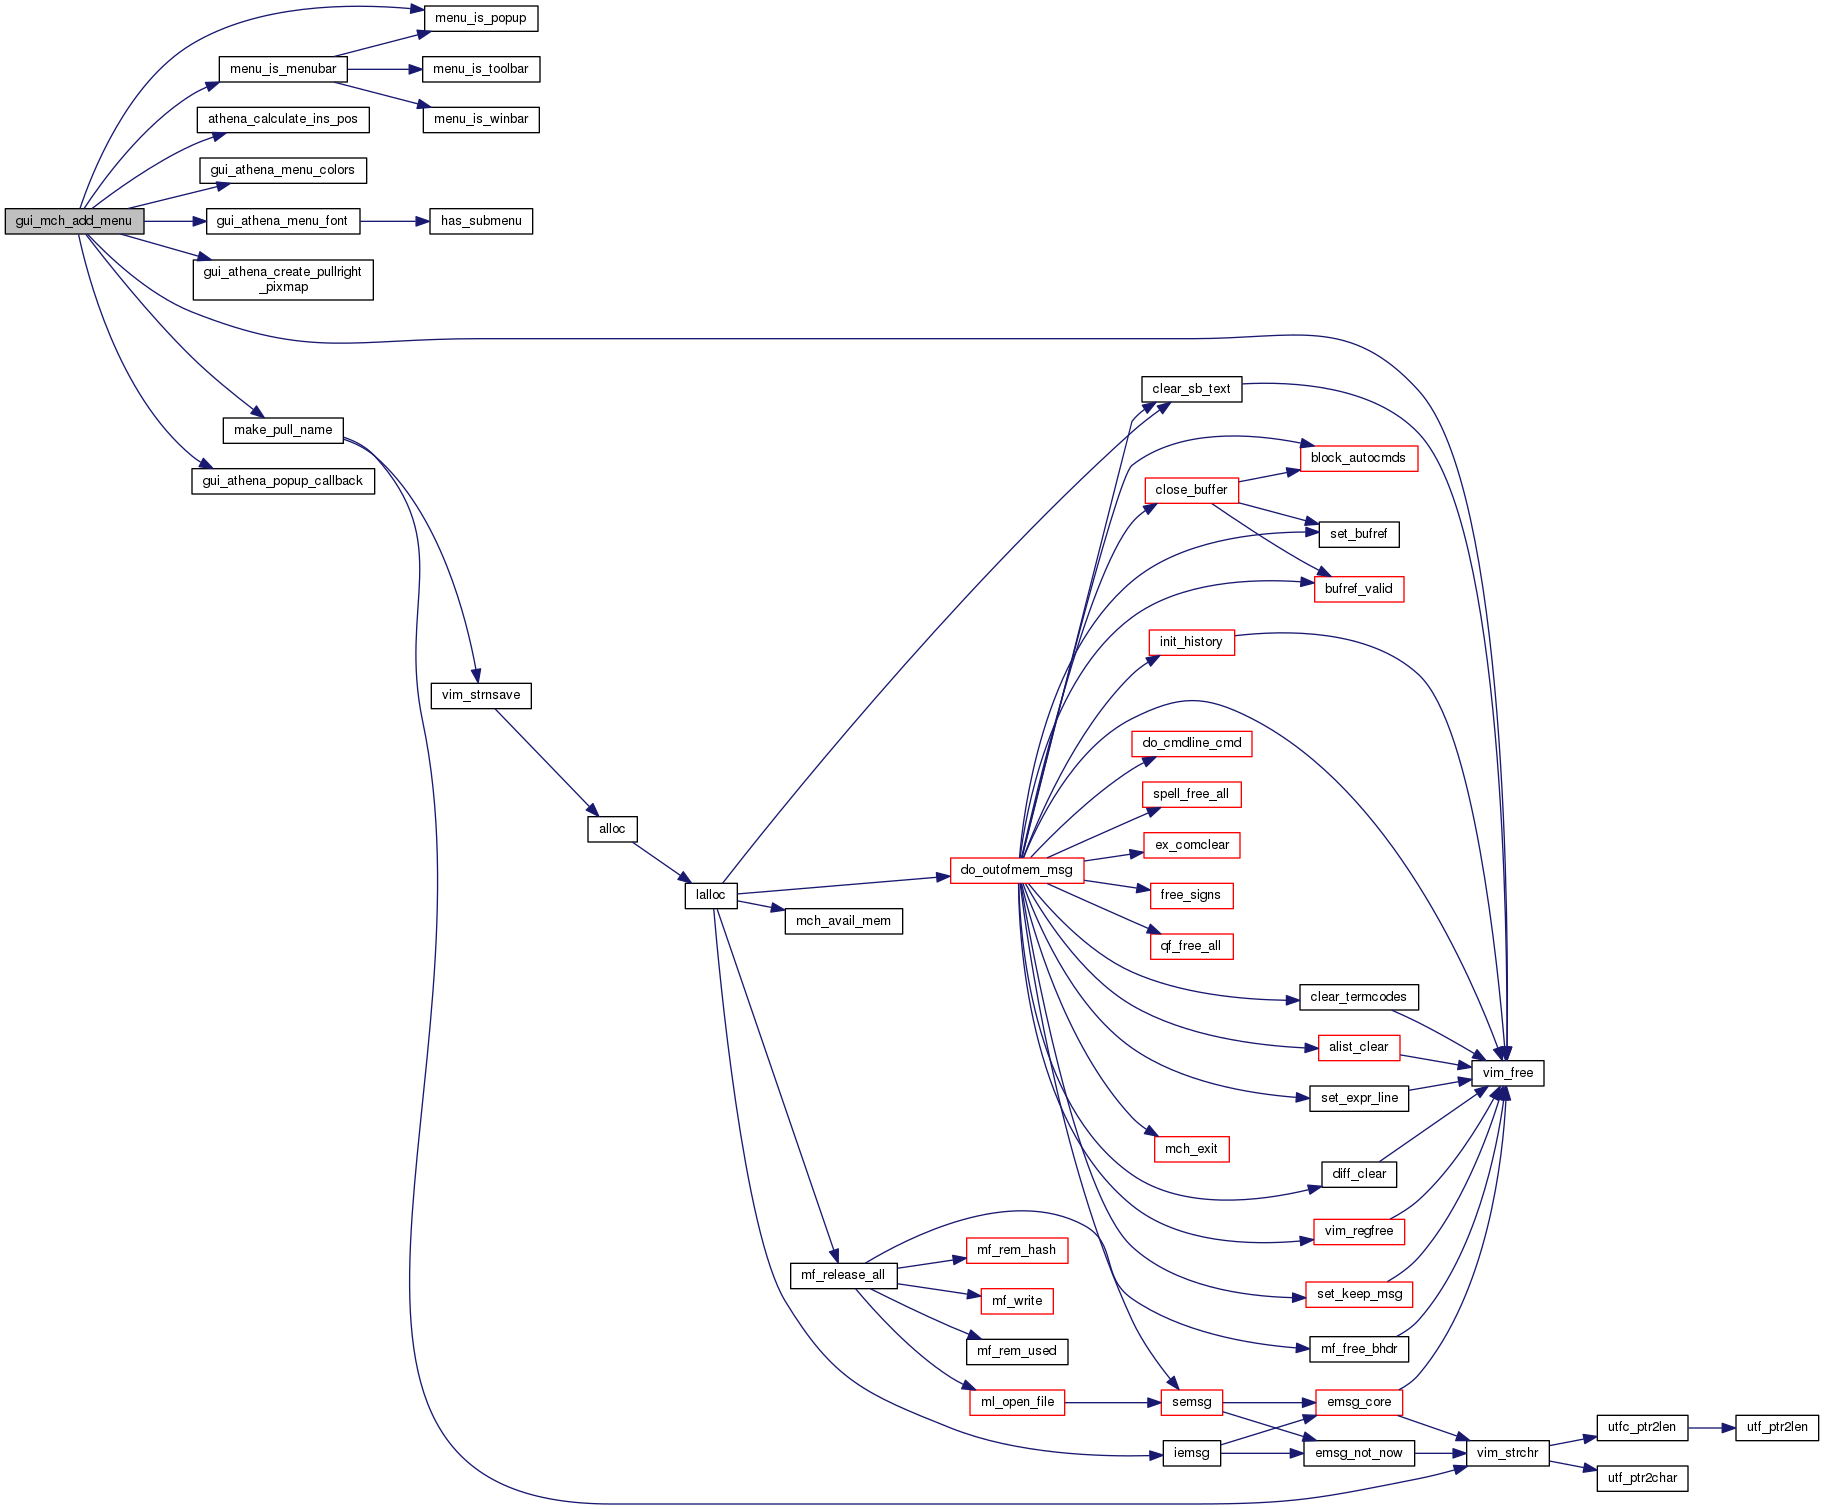 menu_is_popup
menu_is_menubar
menu_is_toolbar
athena_calculate_ins_pos
menu_is_winbar
gui_athena_menu_colors
gui_mch_add_menu
gui_athena_menu_font
has_submenu
gui_athena_create_pullright
_pixmap
clear_sb_text
make_pull_name
block_autocmds
gui_athena_popup_callback
close_buffer
set_bufref
bufref_valid
init_history
vim_strnsave
do_cmdline_cmd
spell_free_all
alloc
ex_comclear
do_outofmem_msg
lalloc
free_signs
mch_avail_mem
qf_free_all
clear_termcodes
alist_clear
vim_free
set_expr_line
mch_exit
diff_clear
vim_regfree
mf_rem_hash
mf_release_all
set_keep_msg
mf_write
mf_rem_used
mf_free_bhdr
ml_open_file
semsg
emsg_core
utfc_ptr2len
utf_ptr2len
iemsg
emsg_not_now
vim_strchr
utf_ptr2char